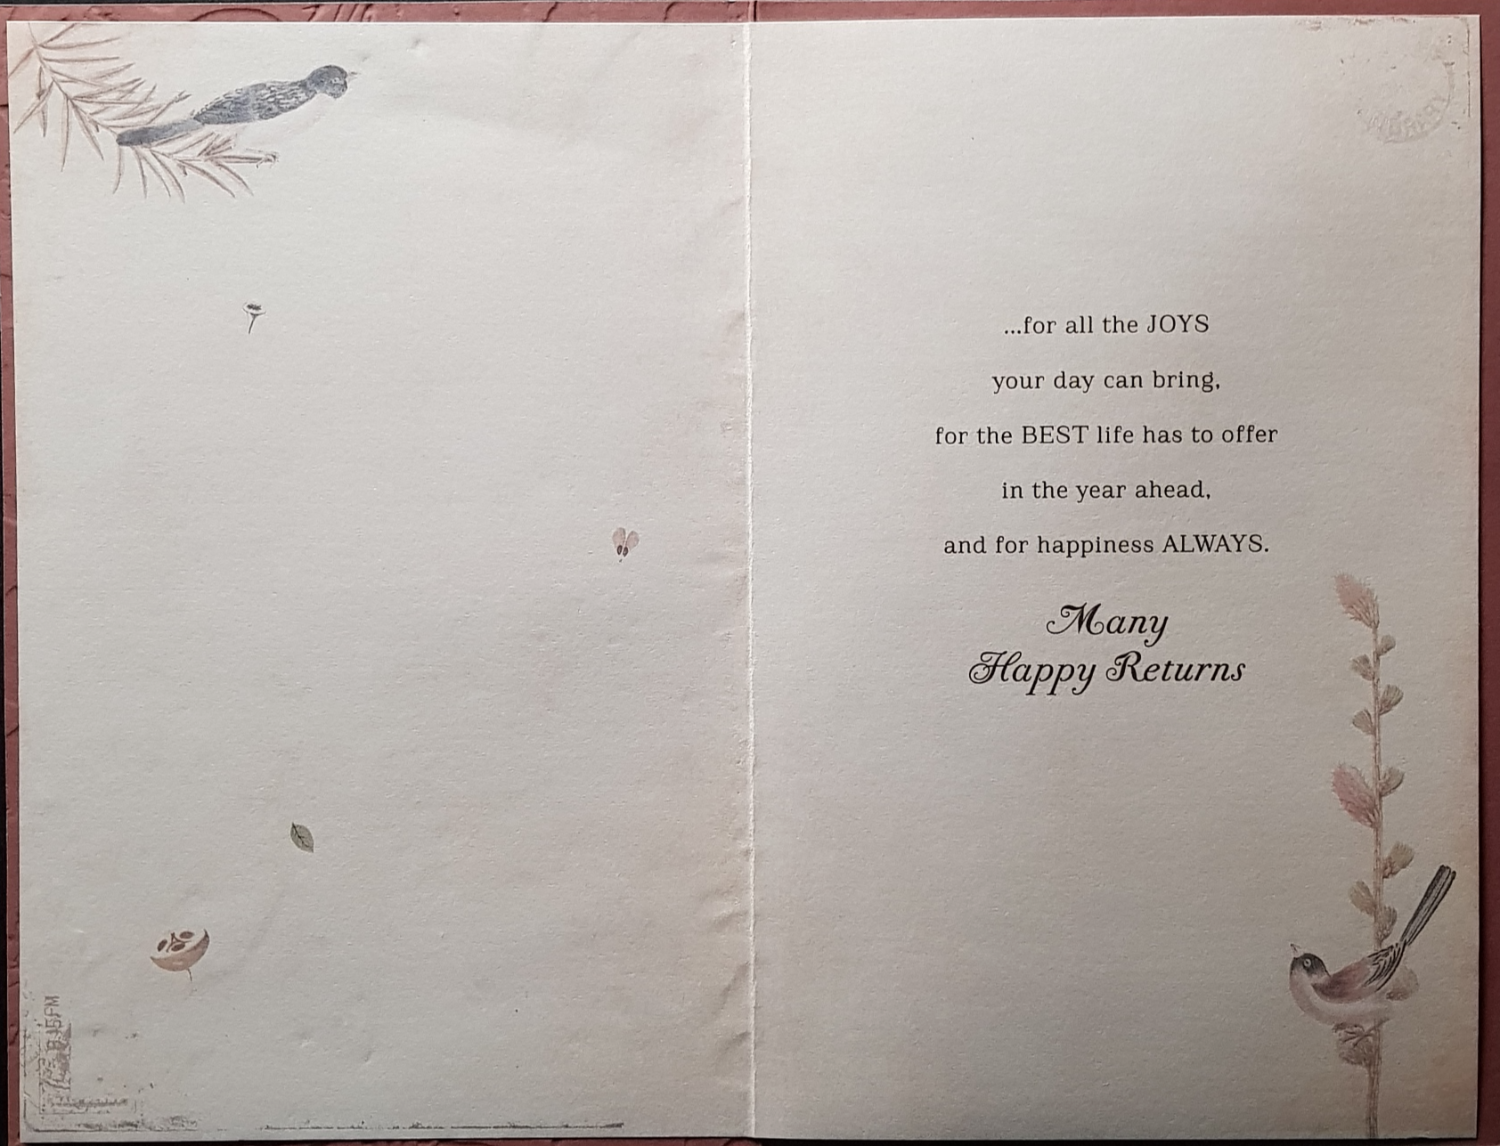 ...for all the JOYS
your day can bring,
for the BEST life has to offer
in the year ahead,
and for happiness ALWAYS.
Many
Happy Returns